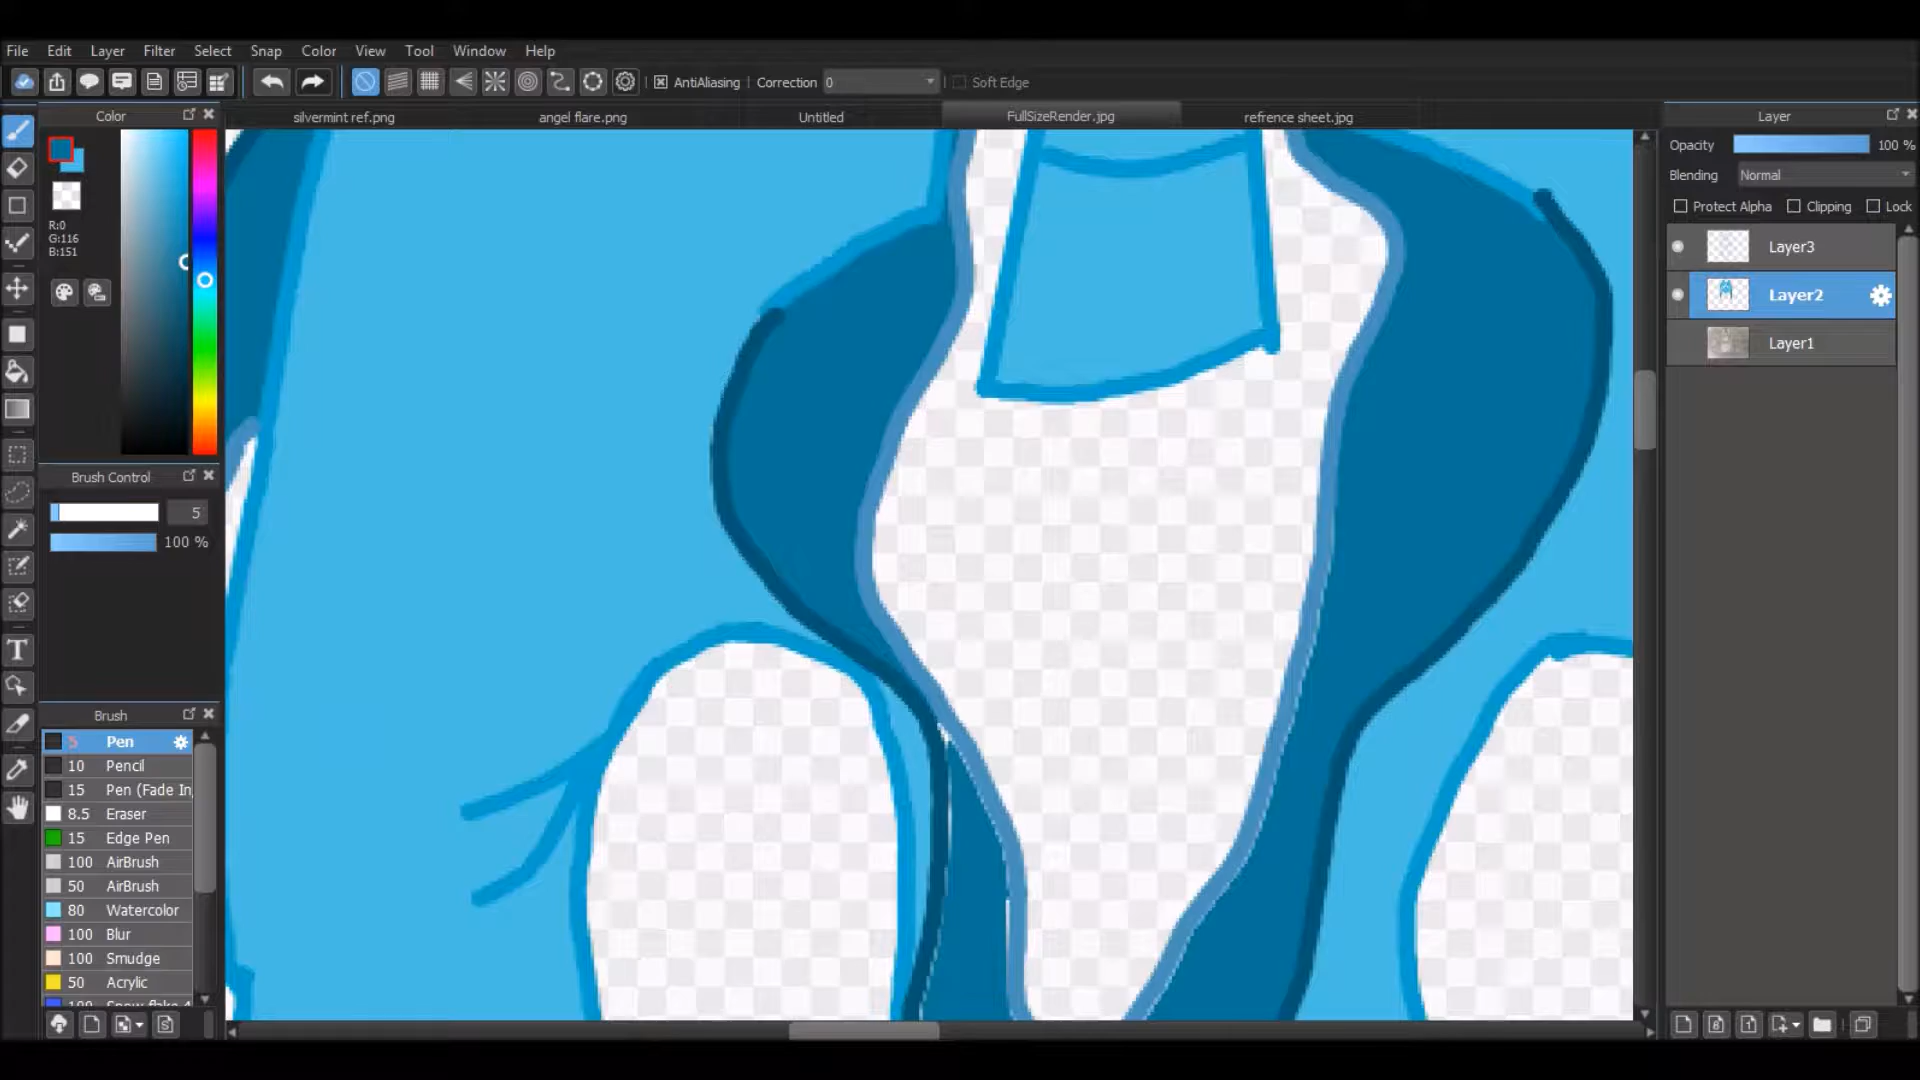 File Edit Layer Filter Select Snap Color View Tool Window Help
AntiAliasing Correction 0 Soft Edge
silvermint ref.png angel flare.png Untitled FullSizeRender.jpg refrence sheet.jpg
Color
R:0
G:116
B:151
Brush Control
5
100 %
Brush
5 Pen
10 Pencil
15 Pen (Fade In
8.5 Eraser
15 Edge Pen
100 AirBrush
50 AirBrush
80 Watercolor
100 Blur
100 Smudge
50 Acrylic
T
Layer
Opacity 100 %
Blending Normal
Protect Alpha Clipping Lock
Layer3
Layer2
Layer1